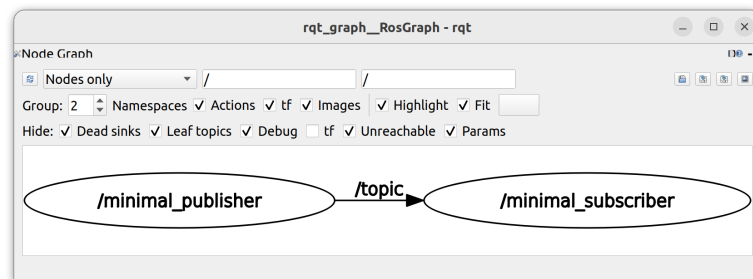 rqt_graph__RosGraph - rqt
Node Graph
Nodes only / /
Group: 2 Namespaces Actions tf Images Highlight Fit
Hide: Dead sinks Leaf topics Debug tf Unreachable Params
/minimal_publisher /topic /minimal_subscriber